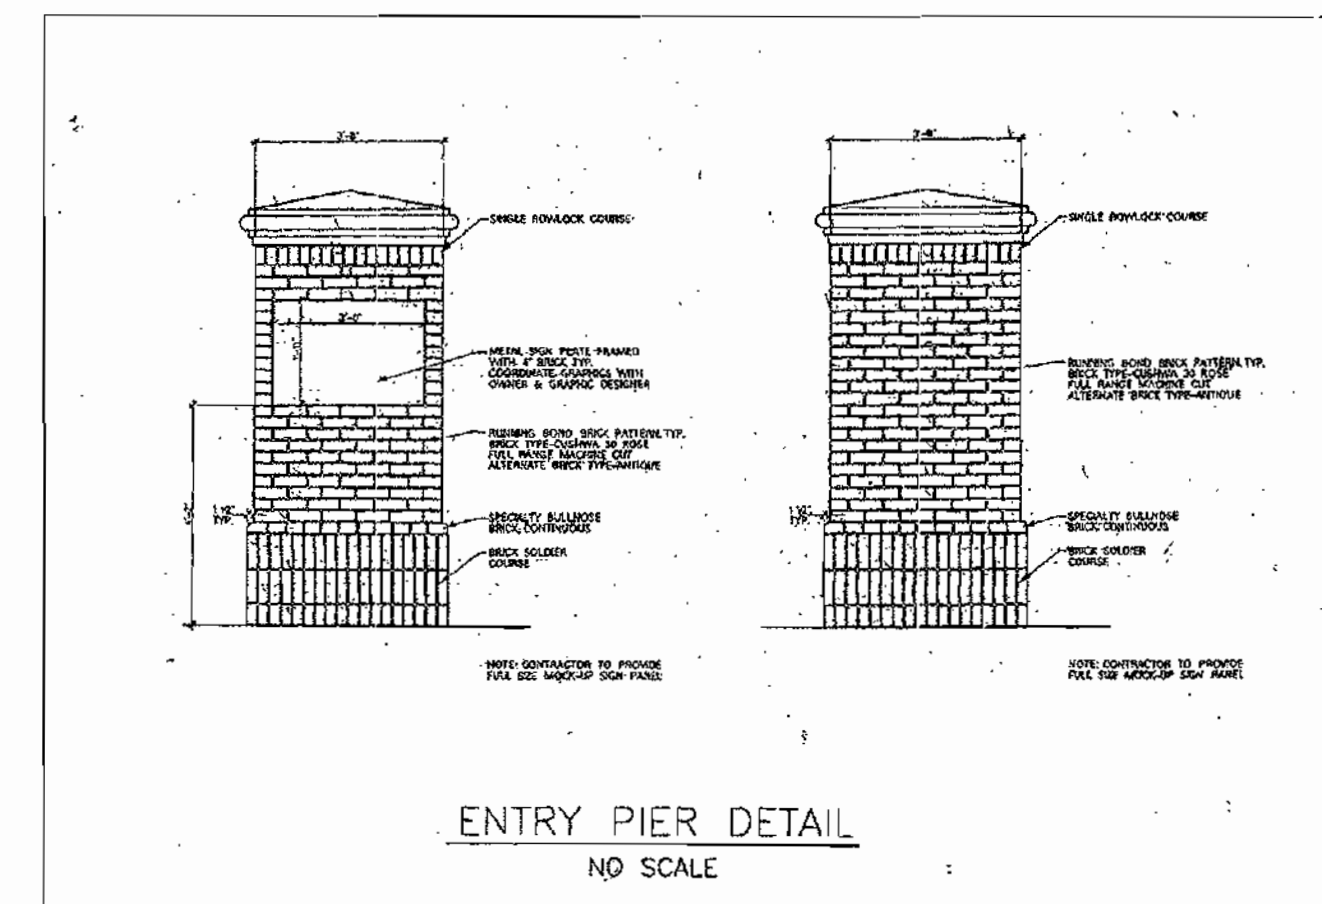 3'-8"
SINGLE ROWLOCK COURSE
3'-0"
METAL SIGN PLATE FRAMED
WITH 4" BRICK TYP.
COORDINATE GRAPHICS WITH
OWNER & GRAPHIC DESIGNER
RUNNING BOND BRICK PATTERN, TYP.
BRICK TYPE-CUSHWA 30 ROSE
FULL RANGE MACHINE CUT
ALTERNATE BRICK TYPE-ANTIQUE
1 1/2"
TYP.
SPECIALTY BULLNOSE
BRICK CONTINUOUS
BRICK SOLDIER
COURSE
NOTE: CONTRACTOR TO PROVIDE
FULL SIZE MOCK-UP SIGN PANEL
3'-8"
SINGLE ROWLOCK COURSE
RUNNING BOND BRICK PATTERN, TYP.
BRICK TYPE-CUSHWA 30 ROSE
FULL RANGE MACHINE CUT
ALTERNATE BRICK TYPE-ANTIQUE
1 1/2"
TYP.
SPECIALTY BULLNOSE
BRICK CONTINUOUS
BRICK SOLDIER
COURSE
NOTE: CONTRACTOR TO PROVIDE
FULL SIZE MOCK-UP SIGN PANEL
ENTRY PIER DETAIL
NO SCALE